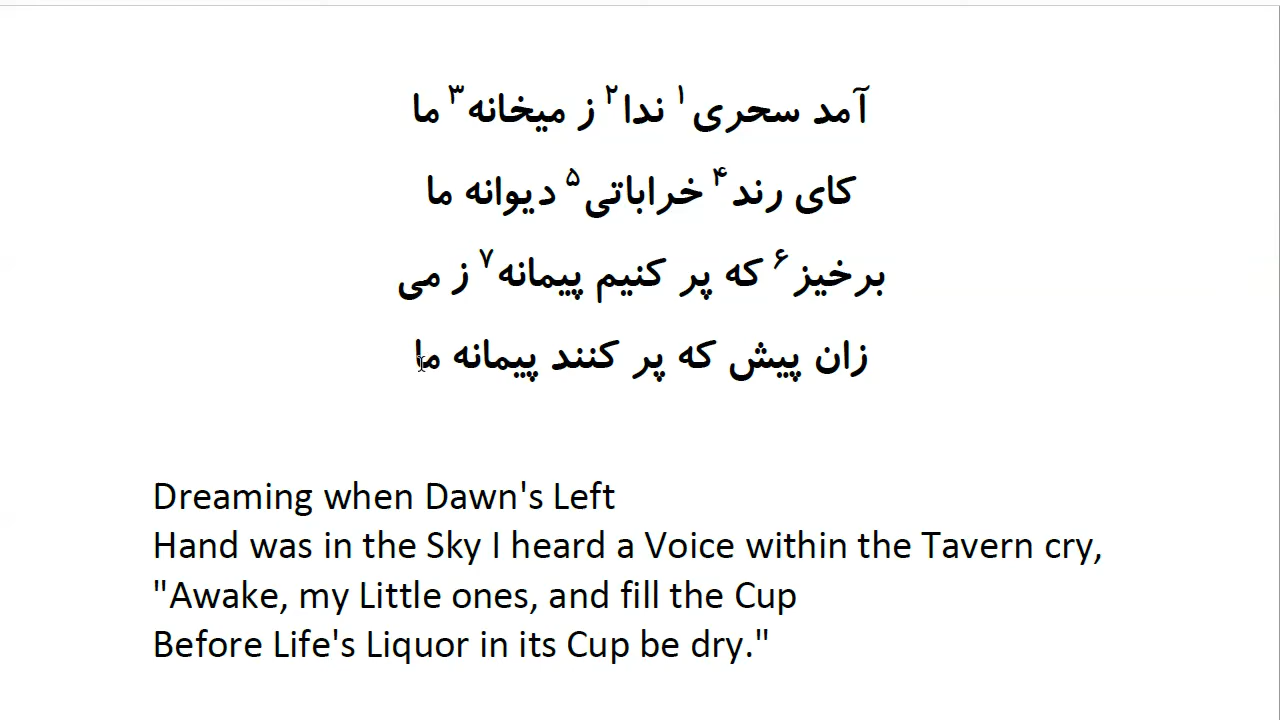 آمد سحری۱ ندا۲ ز میخانه۳ ما
کای رند۴ خراباتی۵ دیوانه ما
برخیز۶ که پر کنیم پیمانه۷ ز می
زان پیش که پر کنند پیمانه ما
Dreaming when Dawn's Left
Hand was in the Sky I heard a Voice within the Tavern cry,
"Awake, my Little ones, and fill the Cup
Before Life's Liquor in its Cup be dry."